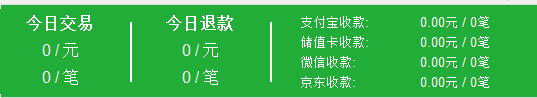 今日交易
0 / 元
0 / 笔
今日退款
0 / 元
0 / 笔
支付宝收款: 0.00元 / 0笔
储值卡收款: 0.00元 / 0笔
微信收款: 0.00元 / 0笔
京东收款: 0.00元 / 0笔